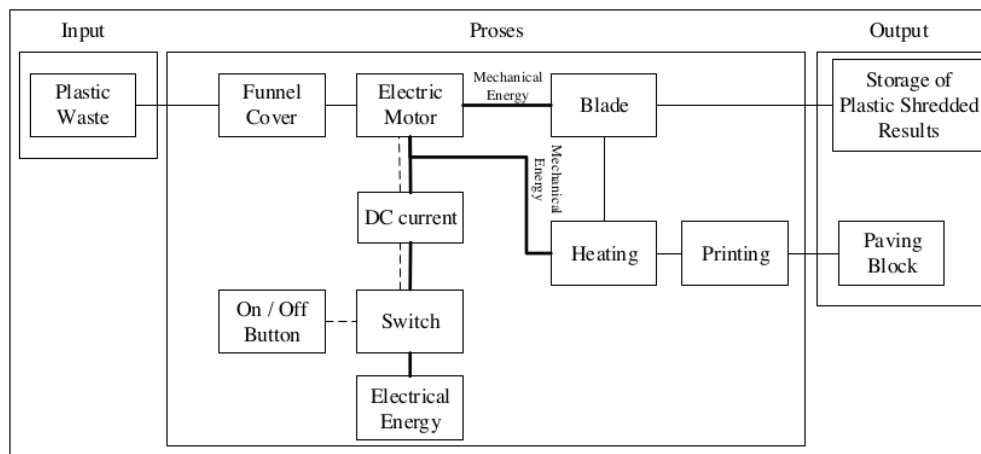 Input
Proses
Output
Plastic
Waste
Funnel
Cover
Electric
Motor
Mechanical
Energy
Blade
Storage of
Plastic Shredded
Results
Mechanical
Energy
DC current
Heating
Printing
Paving
Block
On / Off
Button
Switch
Electrical
Energy